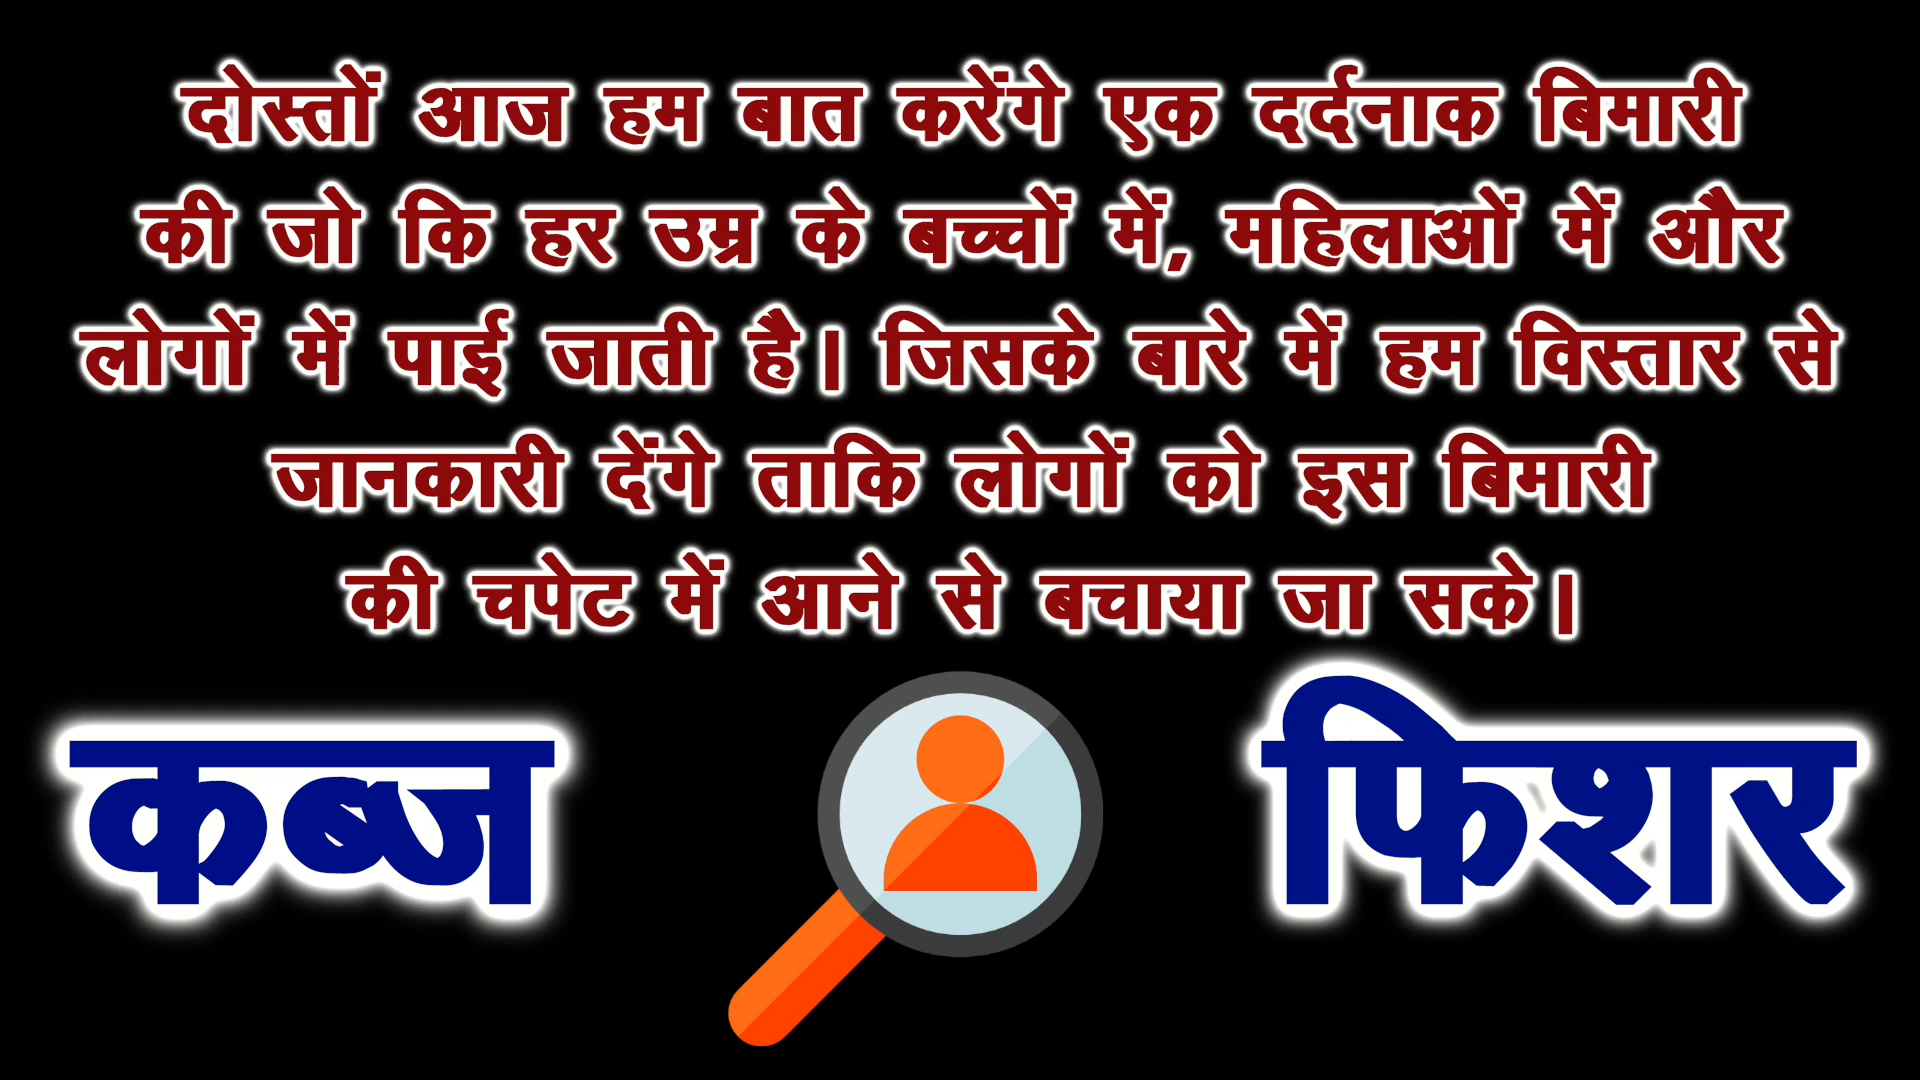 दोस्तों आज हम बात करेंगे एक दर्दनाक बिमारी
की जो कि हर उम्र के बच्चों में, महिलाओं में और
लोगों में पाई जाती है। जिसके बारे में हम विस्तार से
जानकारी देंगे ताकि लोगों को इस बिमारी
की चपेट में आने से बचाया जा सके।
कब्ज
फिशर